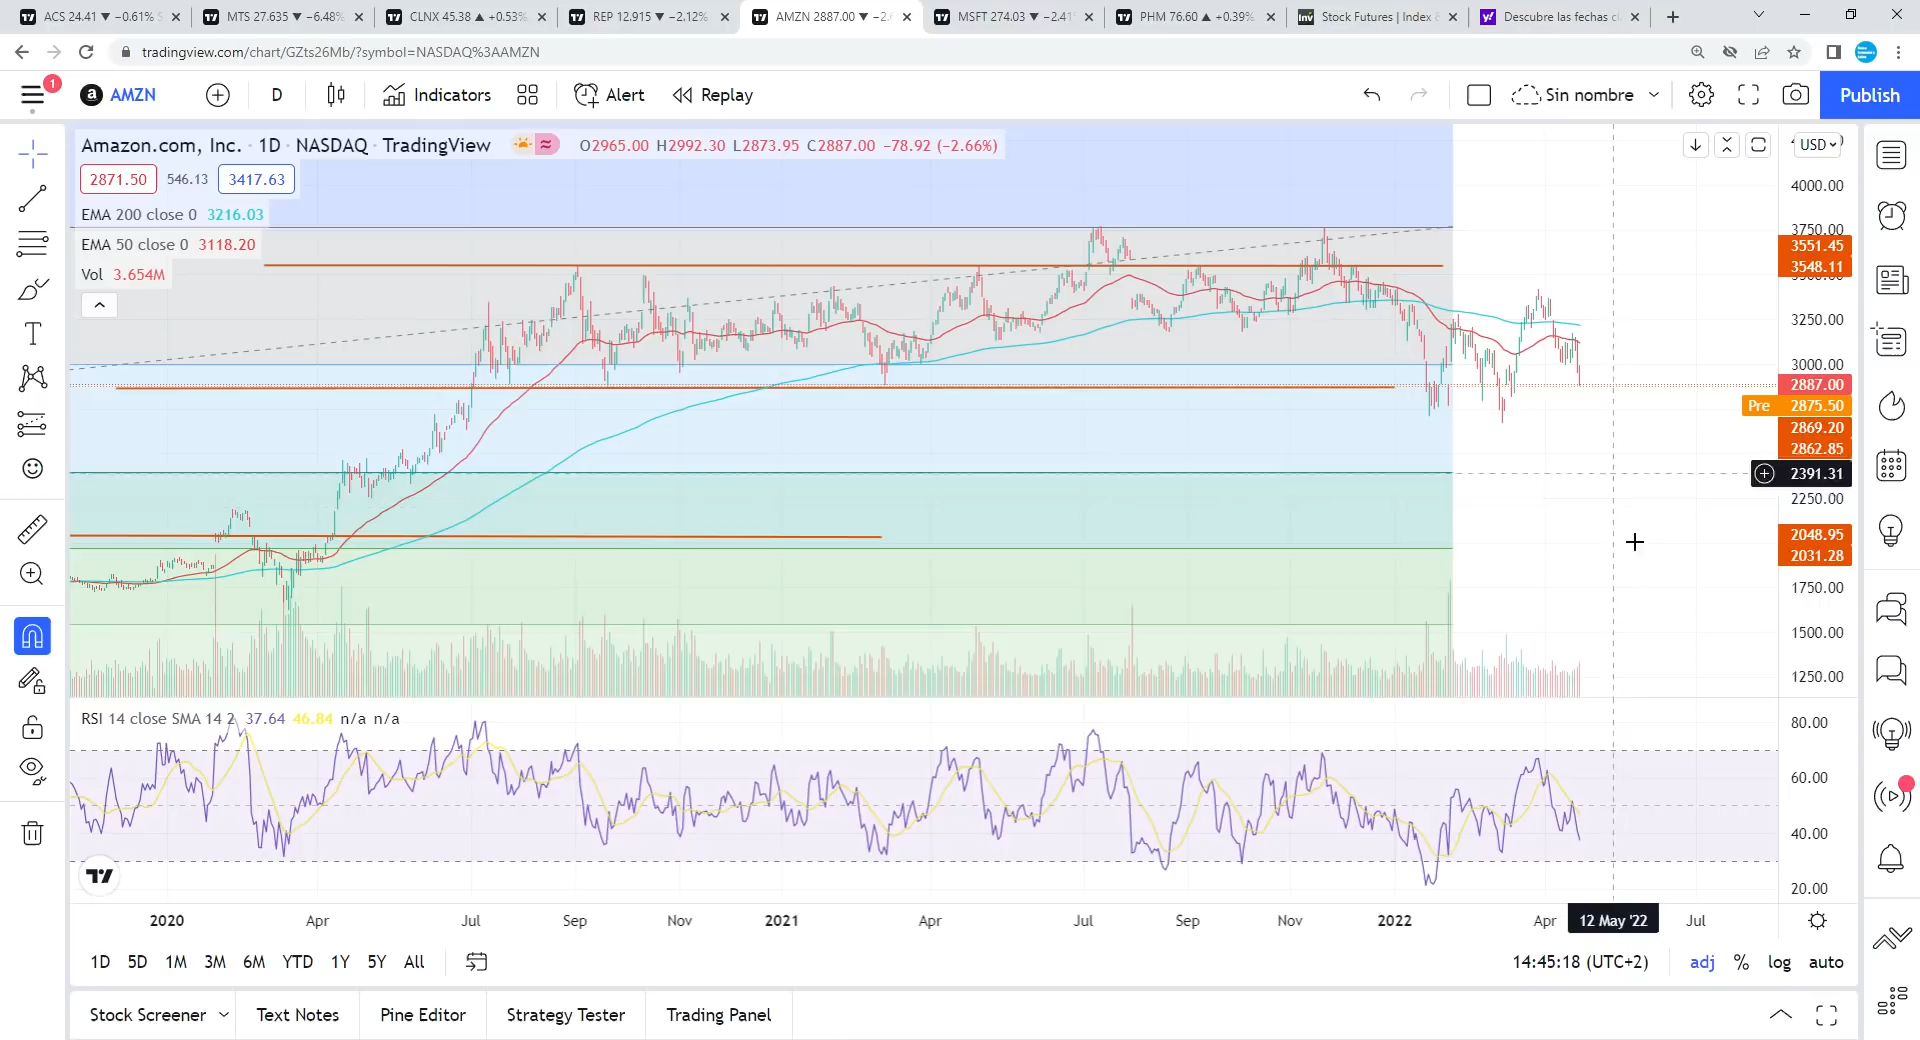 ACS 24.41 ▼ −0.61% S
MTS 27.635 ▼ −6.48%
CLNX 45.38 ▲ +0.53%
REP 12.915 ▼ −2.12%
AMZN 2887.00 ▼ −2.6
MSFT 274.03 ▼ −2.41%
PHM 76.60 ▲ +0.39%
Inv Stock Futures | Index &
y! Descubre las fechas cl
tradingview.com/chart/GZts26Mb/?symbol=NASDAQ%3AAMZN
1
a AMZN
D
Indicators
Alert
Replay
Sin nombre
Publish
Amazon.com, Inc. · 1D · NASDAQ · TradingView
O2965.00 H2992.30 L2873.95 C2887.00 −78.92 (−2.66%)
USD
2871.50 546.13 3417.63
EMA 200 close 0 3216.03
EMA 50 close 0 3118.20
Vol 3.654M
4000.00
3750.00
3551.45
3548.11
3250.00
3000.00
2887.00
Pre 2875.50
2869.20
2862.85
2391.31
2250.00
2048.95
2031.28
1750.00
1500.00
1250.00
RSI 14 close SMA 14 2 37.64 46.84 n/a n/a
80.00
60.00
40.00
20.00
2020 Apr Jul Sep Nov 2021 Apr Jul Sep Nov 2022 Apr 12 May '22 Jul
1D 5D 1M 3M 6M YTD 1Y 5Y All
14:45:18 (UTC+2)
adj % log auto
Stock Screener
Text Notes
Pine Editor
Strategy Tester
Trading Panel